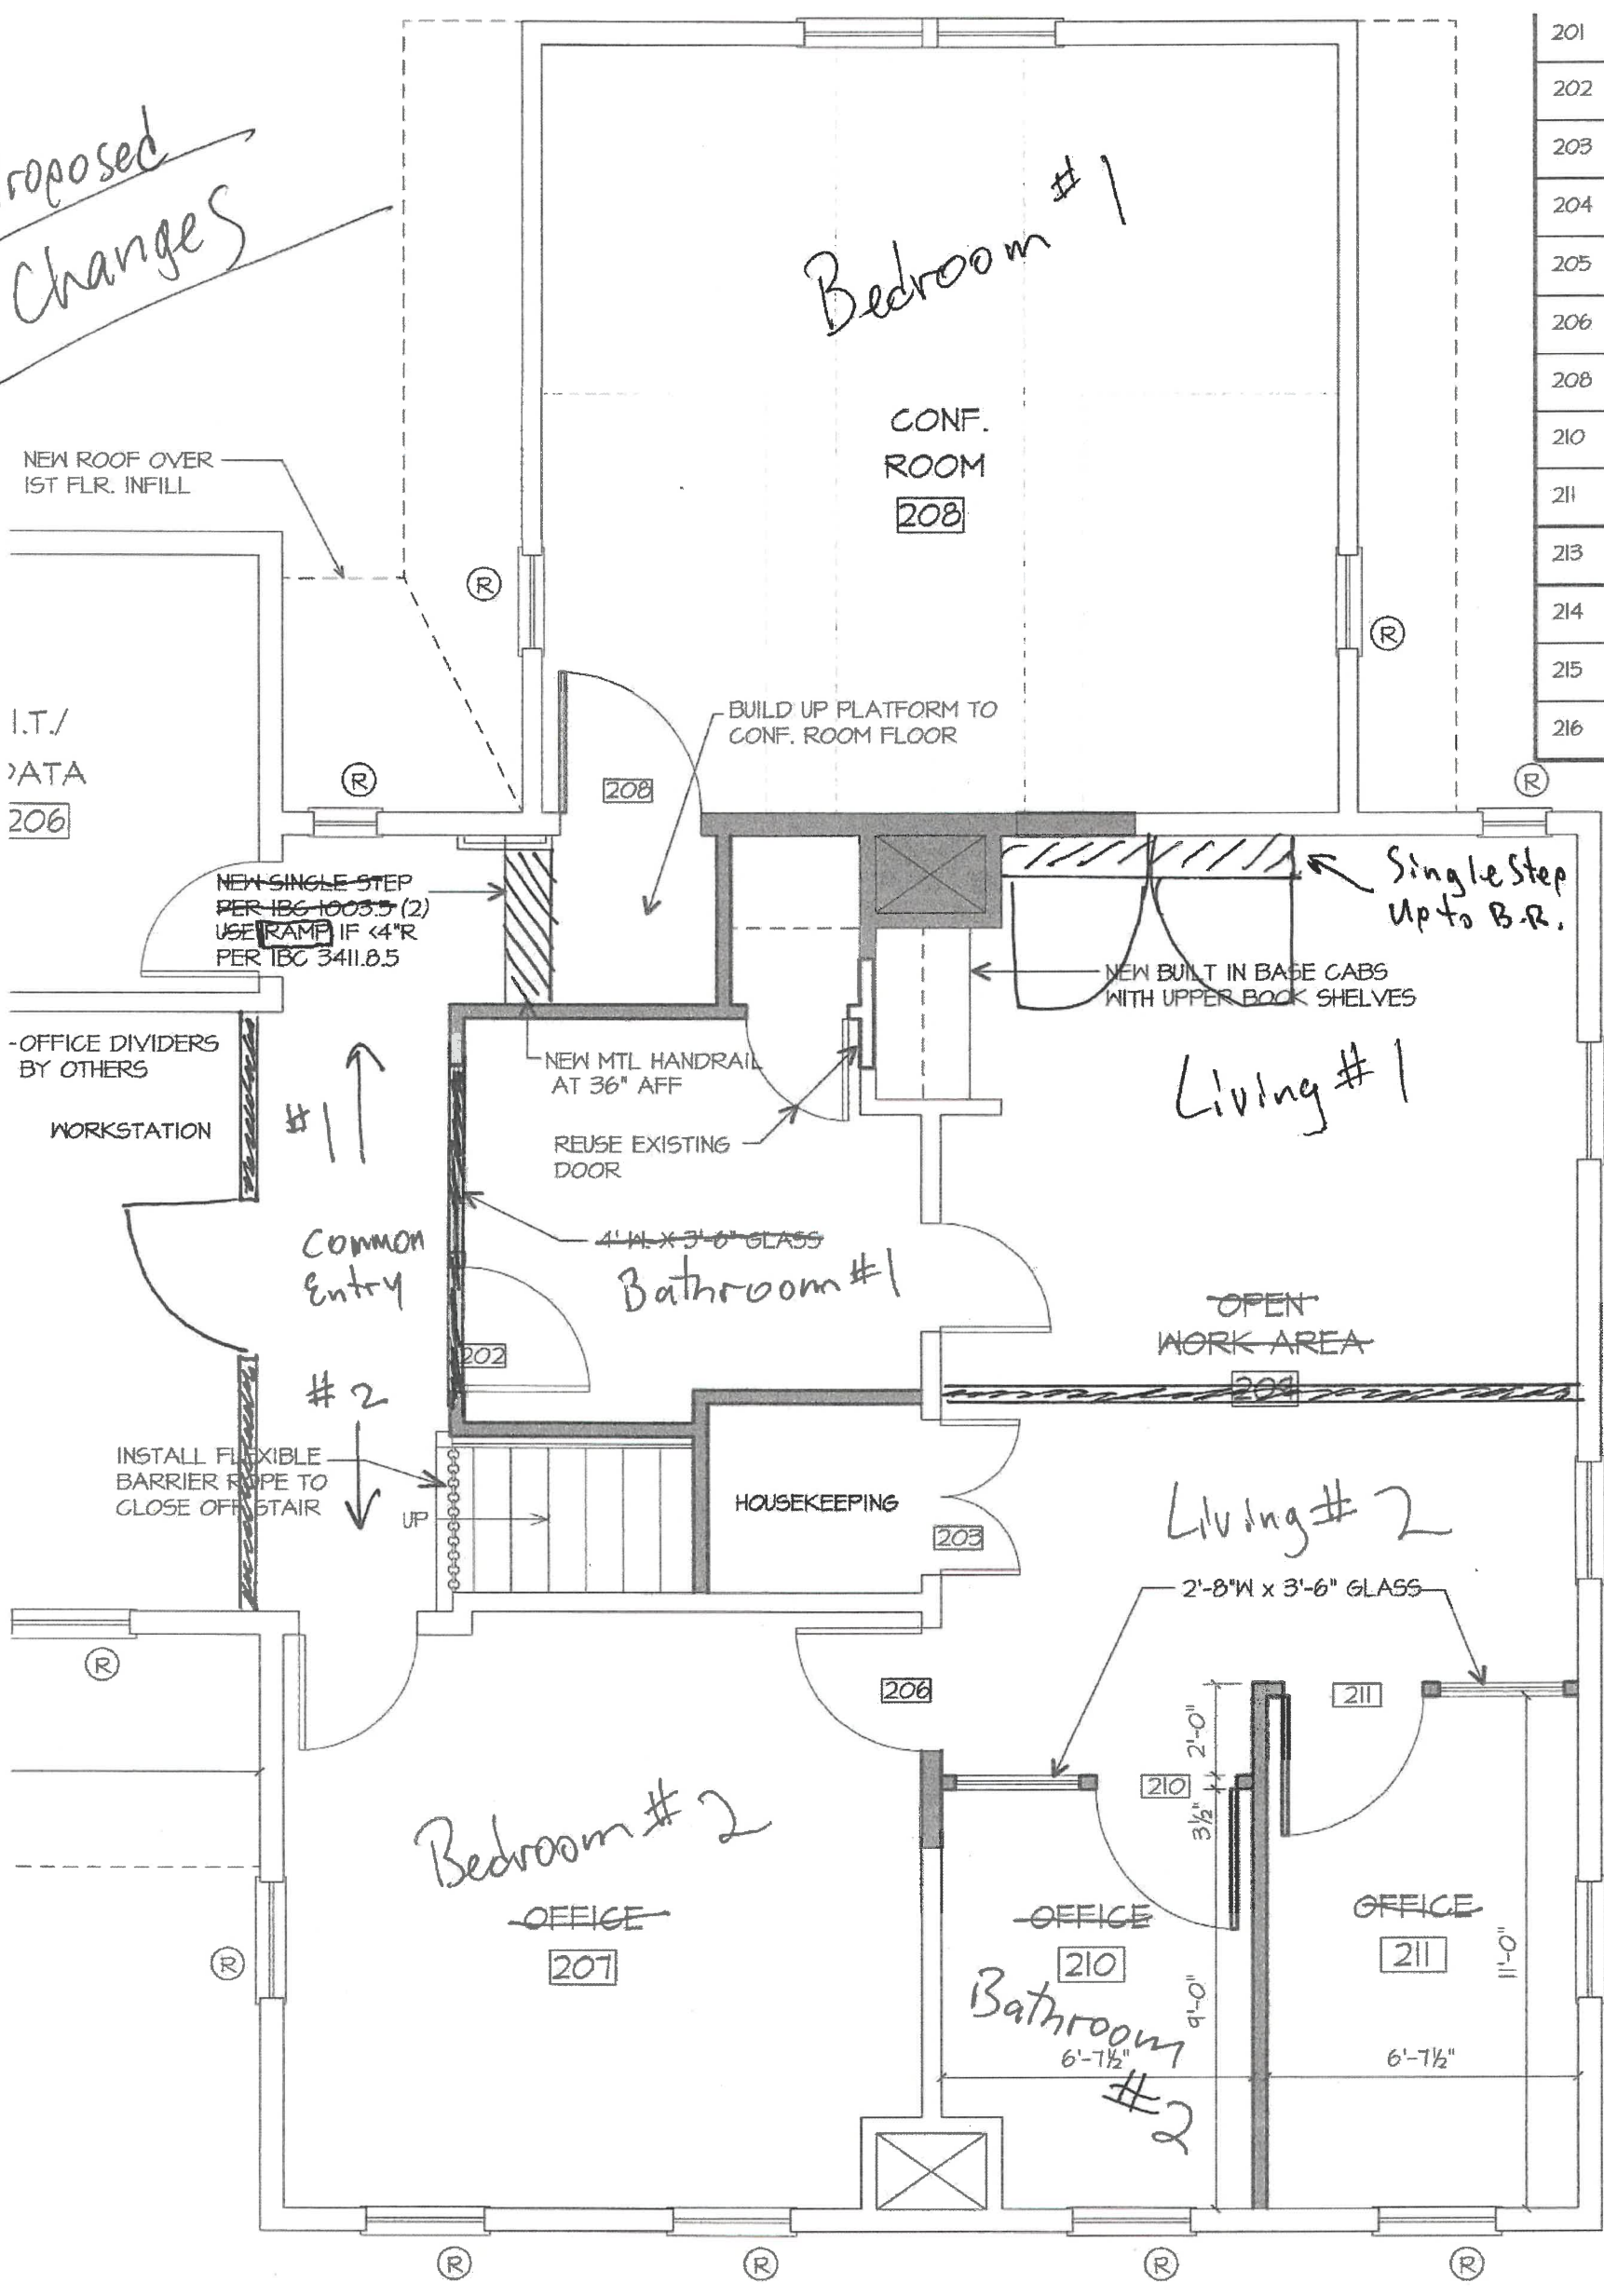 roposed
Changes
Bedroom #1
201
202
203
204
205
206
208
210
211
213
214
215
216
NEW ROOF OVER
1ST FLR. INFILL
CONF.
ROOM
208
R
R
BUILD UP PLATFORM TO
CONF. ROOM FLOOR
I.T./
DATA
206
R
208
R
NEW SINGLE STEP
PER IBC 1003.5 (2)
USE RAMP IF <4"R
PER IBC 3411.8.5
Single Step
Up to B.R.
NEW BUILT IN BASE CABS
WITH UPPER BOOK SHELVES
-OFFICE DIVIDERS
BY OTHERS
WORKSTATION
#1
NEW MTL HANDRAIL
AT 36" AFF
REUSE EXISTING
DOOR
Living #1
Common
Entry
4' W. X 3'-6" GLASS
Bathroom #1
OPEN
WORK AREA
209
202
#2
INSTALL FLEXIBLE
BARRIER ROPE TO
CLOSE OFF STAIR
UP
HOUSEKEEPING
203
Living #2
2'-8"W x 3'-6" GLASS
R
206
211
2'-0"
210
3½"
Bedroom #2
OFFICE
207
OFFICE
210
OFFICE
211
R
Bathroom
#2
9'-0"
11'-0"
6'-7½"
6'-7½"
R
R
R
R